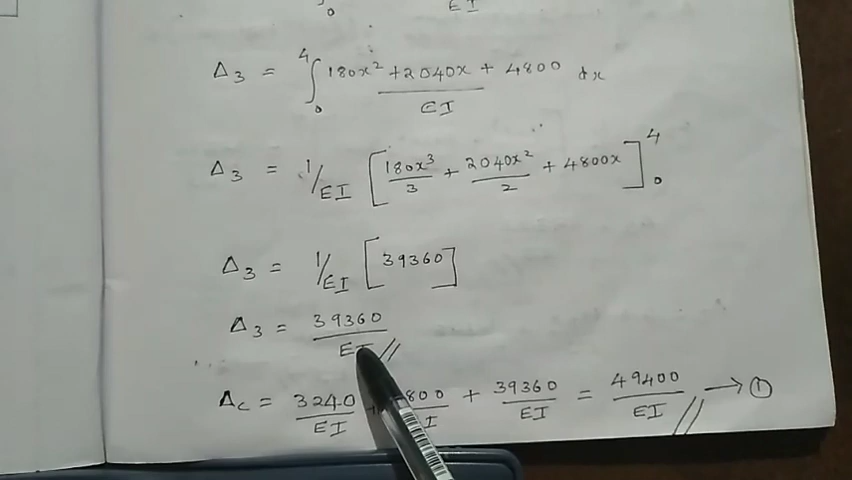 0 EI
Δ3 = ∫₀⁴ 180x² + 2040x + 4800 / EI dx
Δ3 = 1/EI [180x³/3 + 2040x²/2 + 4800x]₀⁴
Δ3 = 1/EI [39360]
Δ3 = 39360/EI //
Δc = 3240/EI + 800/I + 39360/EI = 49400/EI // → ①